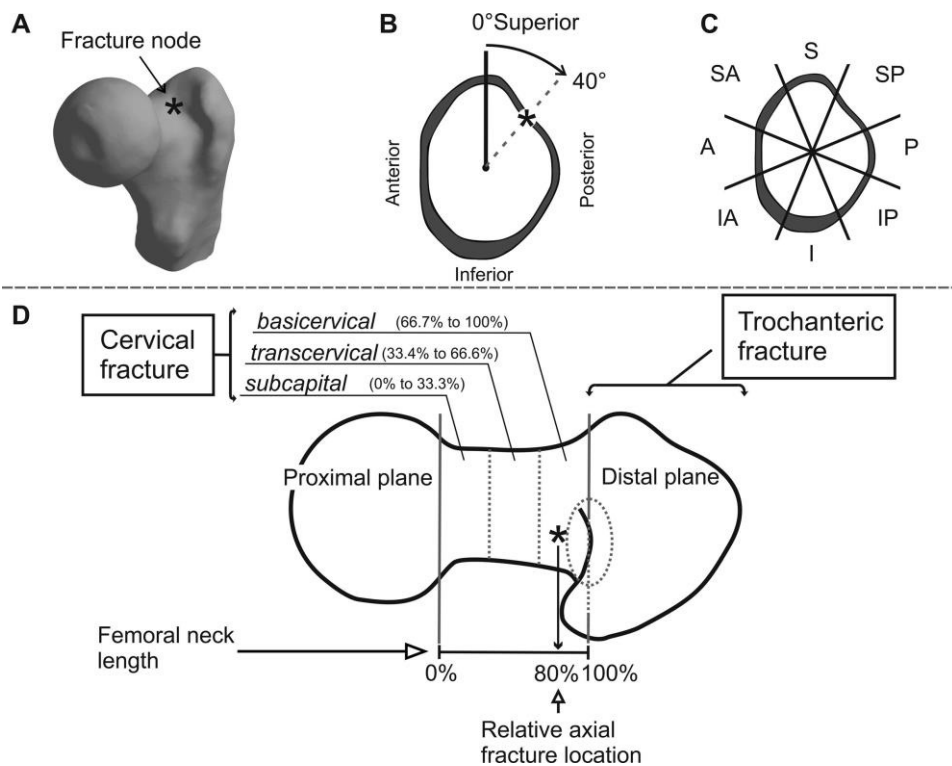 A
Fracture node
*
B
0°Superior
40°
*
Anterior
Posterior
Inferior
C
S
SA
SP
A
P
IA
IP
I
D
Cervical
fracture
basicervical (66.7% to 100%)
transcervical (33.4% to 66.6%)
subcapital (0% to 33.3%)
Trochanteric
fracture
Proximal plane
Distal plane
*
Femoral neck
length
0%
80%
100%
Relative axial
fracture location